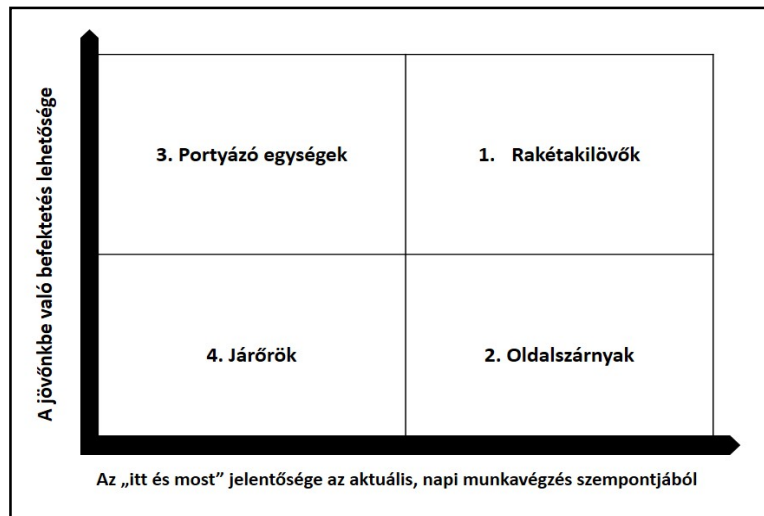 A jövőnkbe való befektetés lehetősége
3. Portyázó egységek
1. Rakétakilövők
4. Járőrök
2. Oldalszárnyak
Az „itt és most” jelentősége az aktuális, napi munkavégzés szempontjából